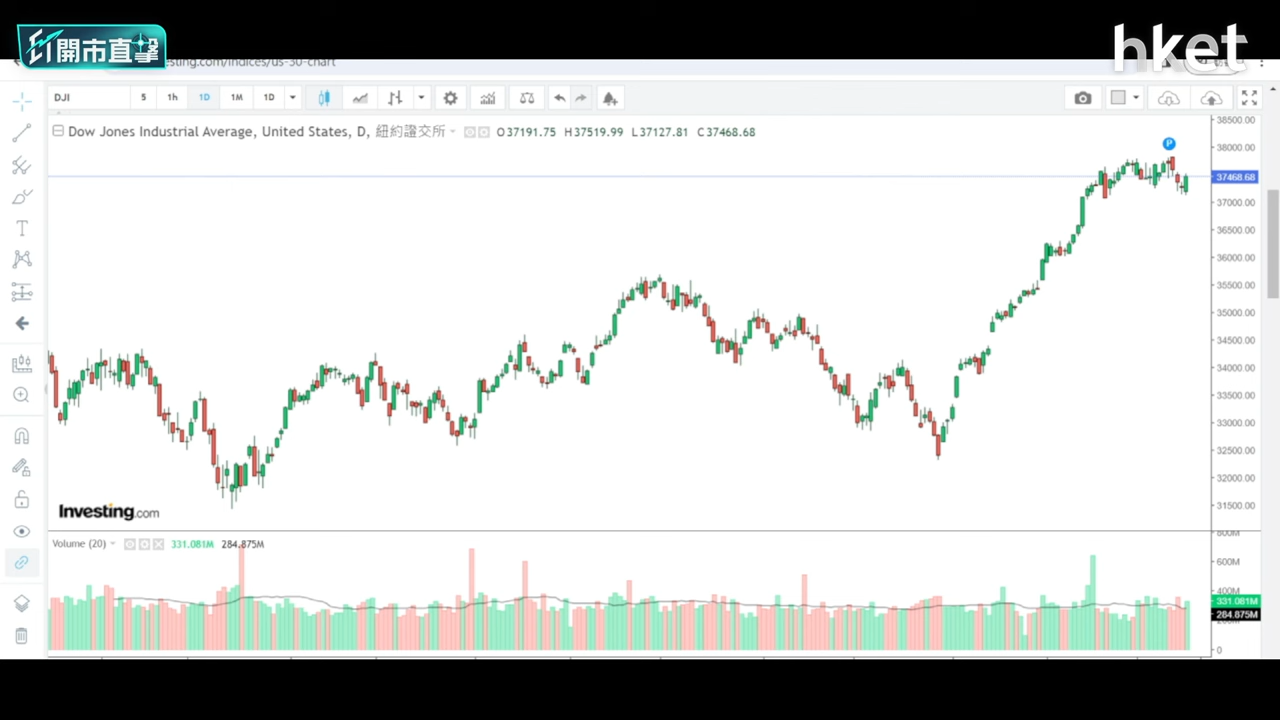 開市直擊
hket
esting.com/indices/us-30-chart
DJI
5
1h
1D
1M
1D
Dow Jones Industrial Average, United States, D, 紐約證交所
O37191.75 H37519.99 L37127.81 C37468.68
P
38500.00
38000.00
37468.68
37000.00
36500.00
36000.00
35500.00
35000.00
34500.00
34000.00
33500.00
33000.00
32500.00
32000.00
31500.00
Investing.com
Volume (20)
331.081M
284.875M
800M
600M
400M
331.081M
284.875M
0